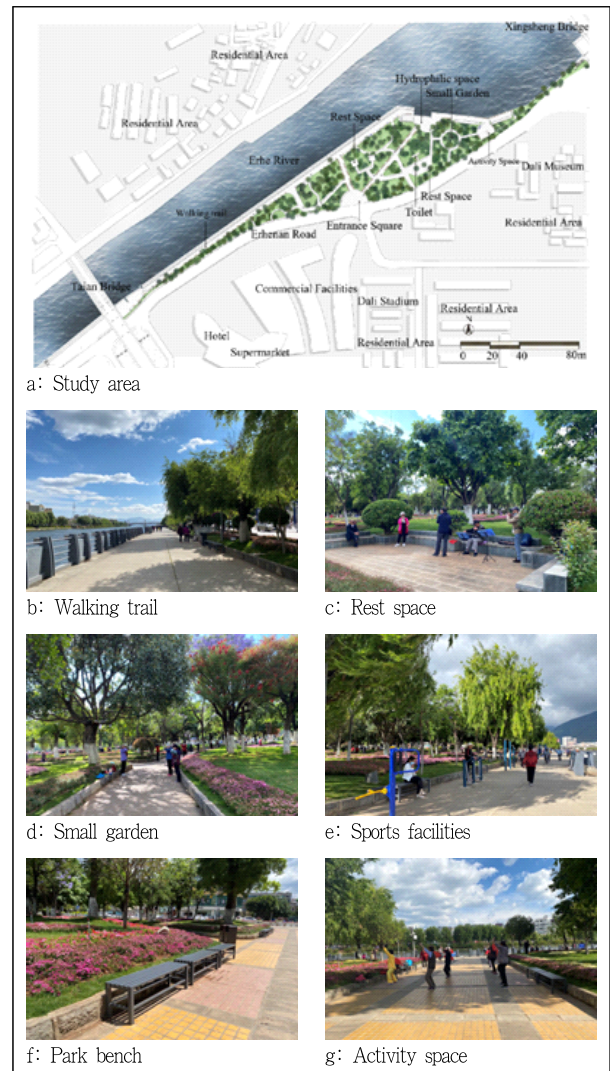 Xingsheng Bridge
Residential Area
Hydrophalic space
Small Garden
Residential Area
Rest Space
Erhe River
Activity Space
Dali Museum
Rest Space
Walking trail
Toilet
Residential Area
Entrance Square
Erhenan Road
Taian Bridge
Commercial Facilities
Dali Stadium
Residential Area
N
Hotel
Residential Area
Supermarket
0 20 40 80m
a: Study area
b: Walking trail
c: Rest space
d: Small garden
e: Sports facilities
f: Park bench
g: Activity space